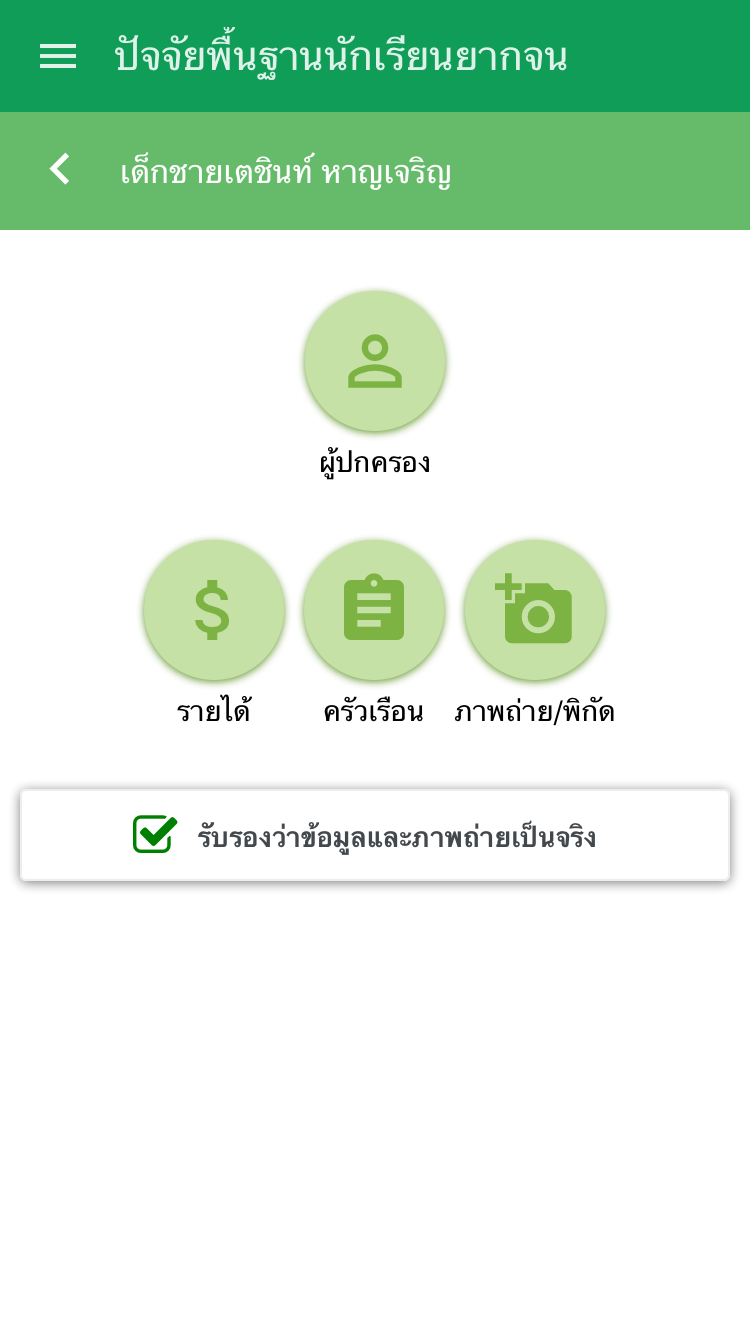 ปัจจัยพื้นฐานนักเรียนยากจน
เด็กชายเตชินท์ หาญเจริญ
ผู้ปกครอง
รายได้ ครัวเรือน ภาพถ่าย/พิกัด
รับรองว่าข้อมูลและภาพถ่ายเป็นจริง